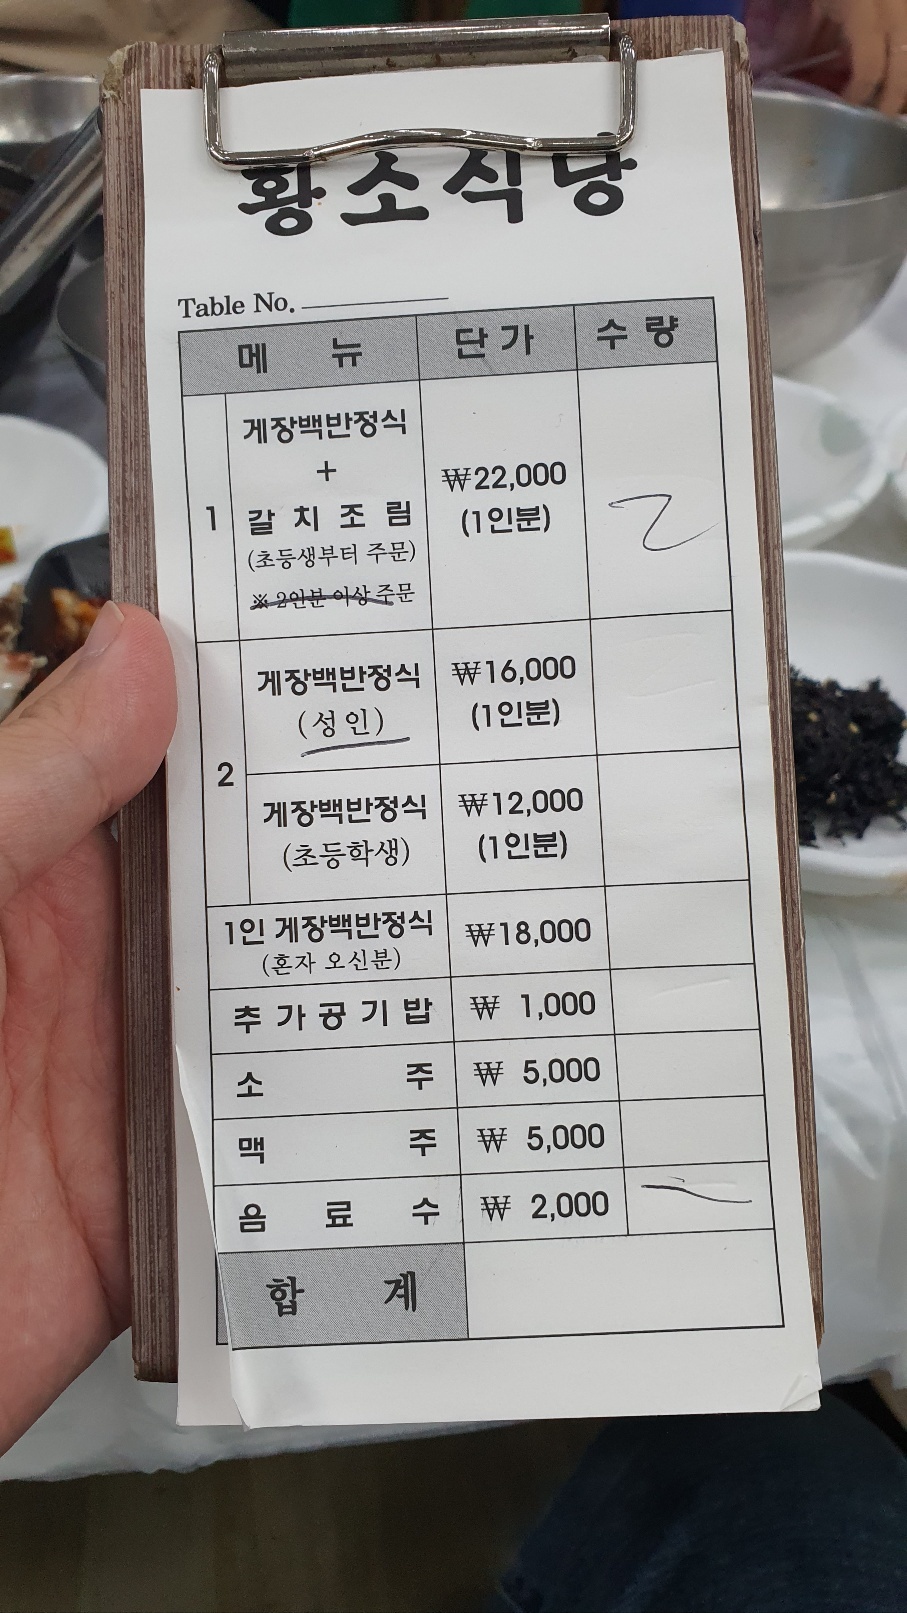 황소식당
Table No.
메 뉴 단가 수량
1
게장백반정식
+
갈치조림
(초등생부터 주문)
※ 2인분 이상 주문
₩22,000
(1인분)
2
2
게장백반정식
(성인)
₩16,000
(1인분)
게장백반정식
(초등학생)
₩12,000
(1인분)
1인 게장백반정식
(혼자 오신분)
₩18,000
추가공기밥 ₩ 1,000
소 주 ₩ 5,000
맥 주 ₩ 5,000
음 료 수 ₩ 2,000
합 계